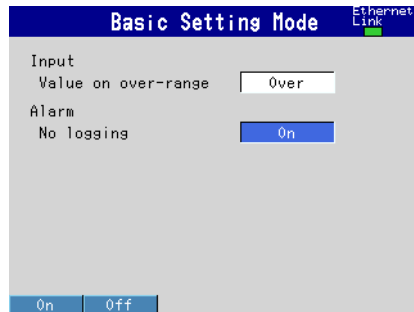 Basic Setting Mode
Ethernet
Link
Input
Value on over-range Over
Alarm
No logging On
On Off